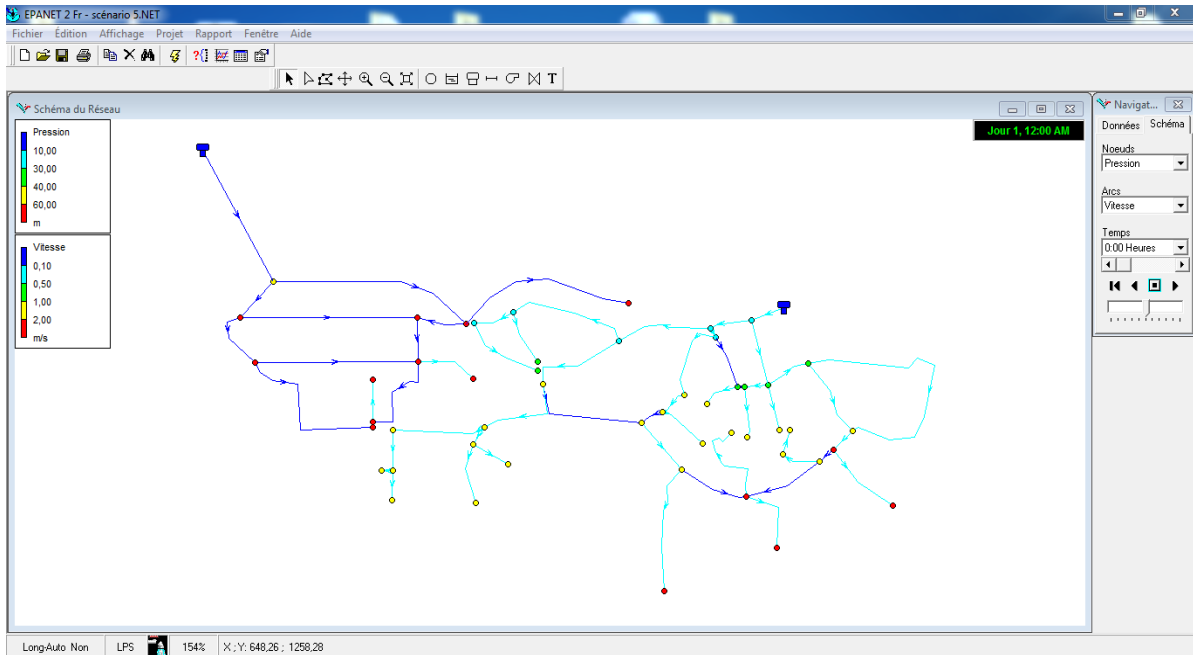 EPANET 2 Fr - scénario 5.NET
Fichier Édition Affichage Projet Rapport Fenêtre Aide
T
Schéma du Réseau
Pression
10,00
30,00
40,00
60,00
m
Vitesse
0,10
0,50
1,00
2,00
m/s
Jour 1, 12:00 AM
Navigat...
Données Schéma
Noeuds
Pression
Arcs
Vitesse
Temps
0:00 Heures
Long-Auto Non LPS 154% X ; Y: 648,26 ; 1258,28